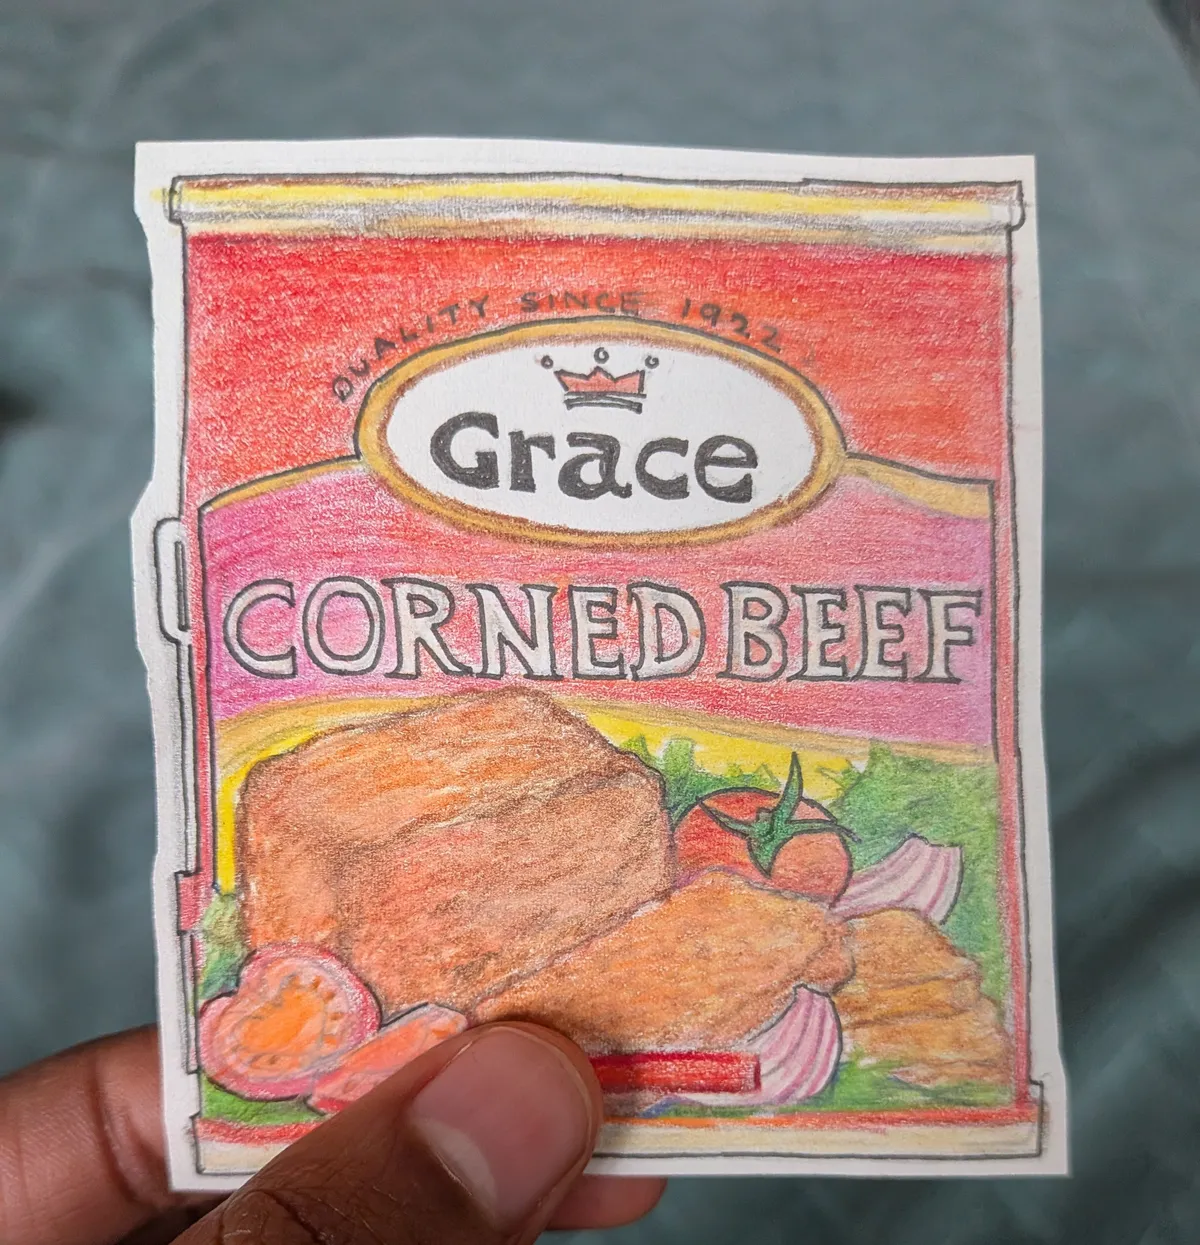 QUALITY SINCE 1922
Grace
CORNED BEEF